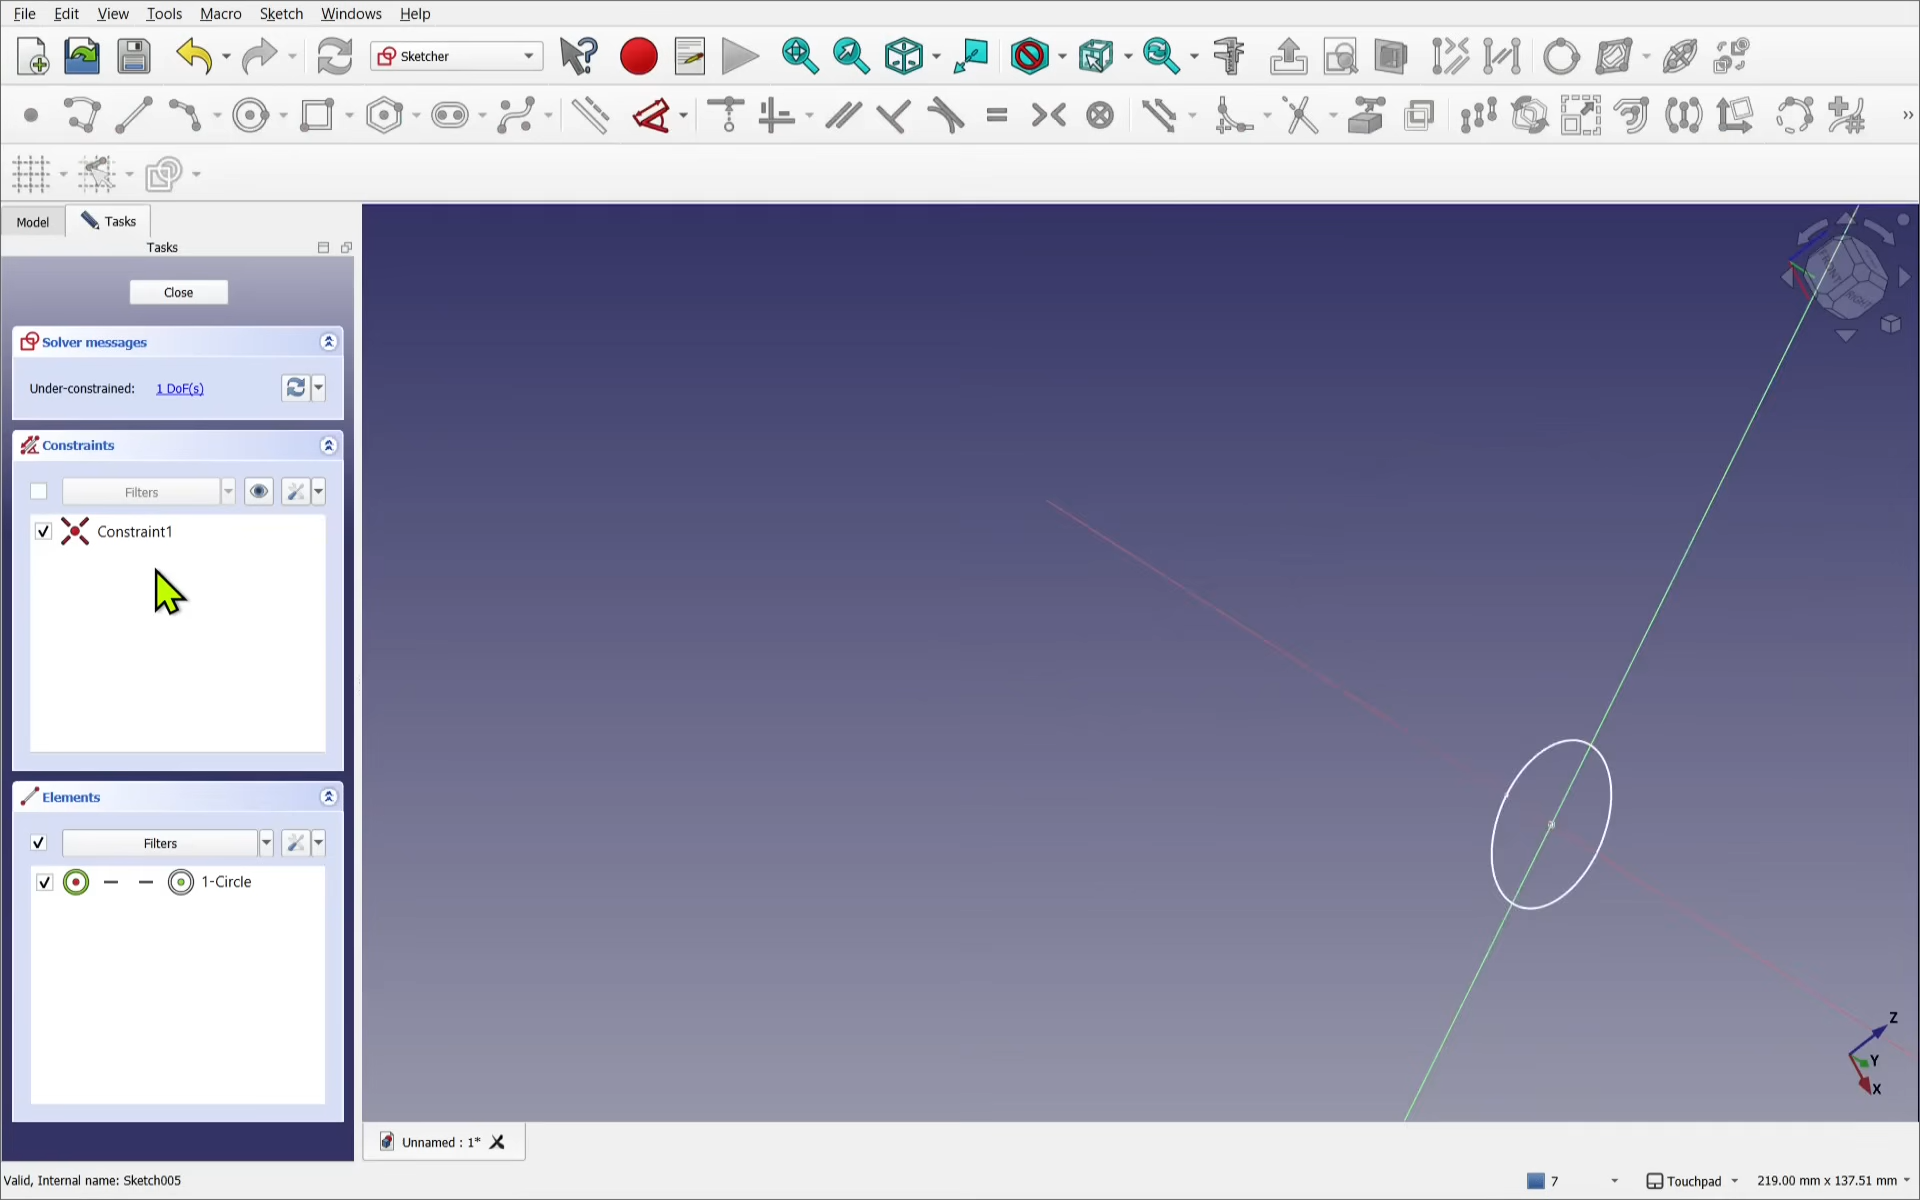 File Edit View Tools Macro Sketch Windows Help
Sketcher
Model Tasks
Tasks
Close
Solver messages
Under-constrained: 1 DoF(s)
Constraints
Filters
Constraint1
Elements
Filters
1-Circle
RIGHT
Z
Y
X
Unnamed : 1*
Valid, Internal name: Sketch005
7 Touchpad 219.00 mm x 137.51 mm